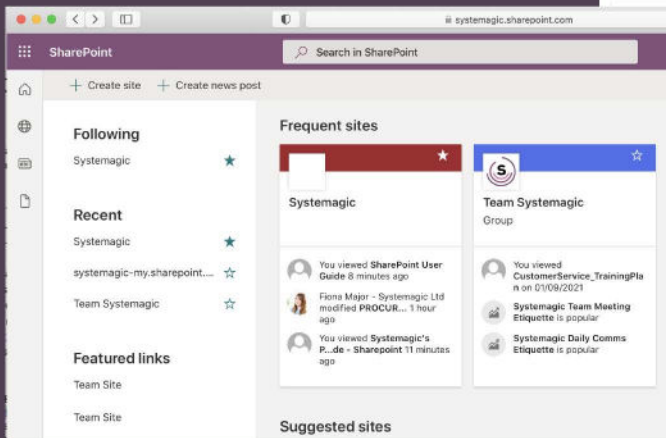 systemagic.sharepoint.com
SharePoint
Search in SharePoint
+ Create site
+ Create news post
Following
Systemagic
Recent
Systemagic
systemagic-my.sharepoint....
Team Systemagic
Featured links
Team Site
Team Site
Frequent sites
Systemagic
You viewed SharePoint User
Guide 8 minutes ago
Fiona Major - Systemagic Ltd
modified PROCUR... 1 hour
ago
You viewed Systemagic's
P...de - Sharepoint 11 minutes
ago
S
Team Systemagic
Group
You viewed
CustomerService_TrainingPla
n on 01/09/2021
Systemagic Team Meeting
Etiquette is popular
Systemagic Daily Comms
Etiquette is popular
Suggested sites